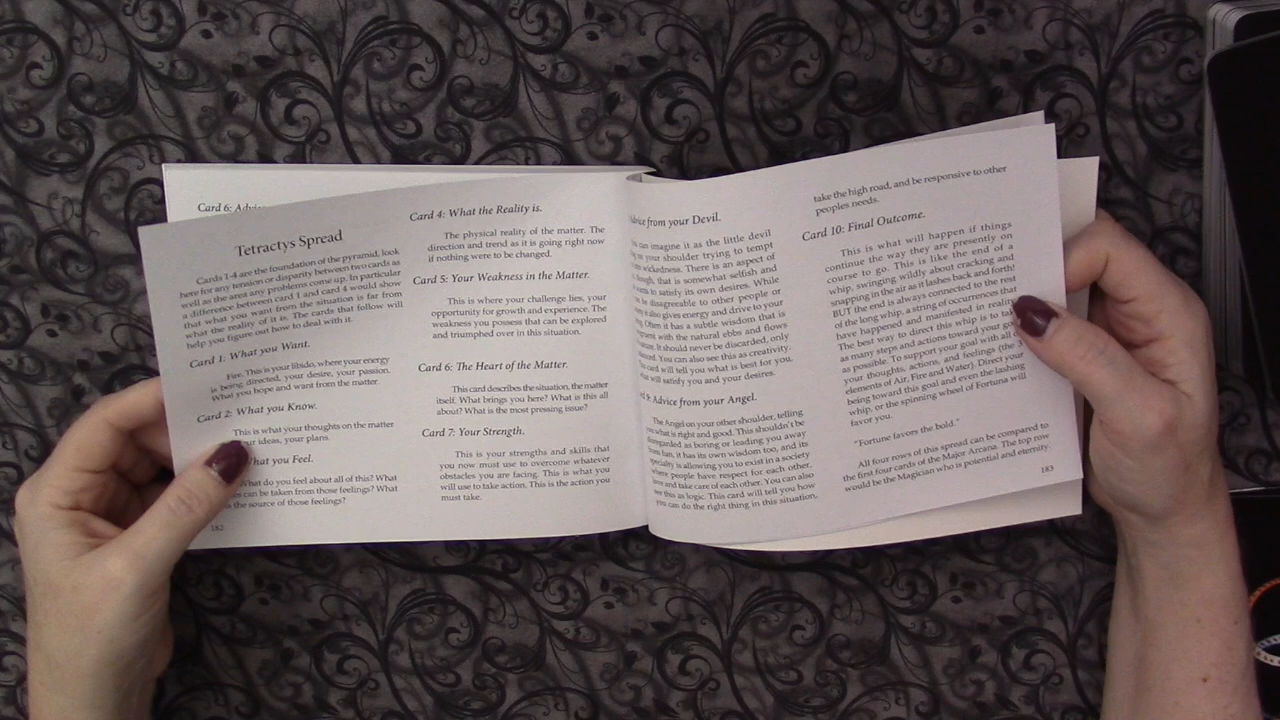 Card 6: Advice
Tetractys Spread
Cards 1-4 are the foundation of the pyramid, look
here for any tension or disparity between two cards as
well as the area any problems come up. In particular
a difference between card 1 and card 4 would show
that what you want from the situation is far from
what the reality of it is. The cards that follow will
help you figure out how to deal with it.
Card 1: What you Want.
Fire. This is your libido, where your energy
is being directed, your desire, your passion.
What you hope and want from the matter.
Card 2: What you Know.
This is what your thoughts on the matter
your ideas, your plans.
What you Feel.
What do you feel about all of this? What
can be taken from those feelings? What
is the source of those feelings?
182
Card 4: What the Reality is.
The physical reality of the matter. The
direction and trend as it is going right now
if nothing were to be changed.
Card 5: Your Weakness in the Matter.
This is where your challenge lies, your
opportunity for growth and experience. The
weakness you possess that can be explored
and triumphed over in this situation.
Card 6: The Heart of the Matter.
This card describes the situation, the matter
itself. What brings you here? What is this all
about? What is the most pressing issue?
Card 7: Your Strength.
This is your strengths and skills that
you now must use to overcome whatever
obstacles you are facing. This is what you
will use to take action. This is the action you
must take.
Advice from your Devil.
can imagine it as the little devil
on your shoulder trying to tempt
wickedness. There is an aspect of
though, that is somewhat selfish and
to satisfy its own desires. While
be disagreeable to other people or
also gives energy and drive to your
Often it has a subtle wisdom that is
with the natural ebbs and flows
It should never be discarded, only
You can also see this as creativity.
card will tell you what is best for you,
will satisfy you and your desires.
9: Advice from your Angel.
The Angel on your other shoulder, telling
you what is right and good. This shouldn't be
disregarded as boring or leading you away
from fun, it has its own wisdom too, and its
specialty is allowing you to exist in a society
where people have respect for each other,
love and take care of each other. You can also
see this as logic. This card will tell you how
you can do the right thing in this situation,
take the high road, and be responsive to other
peoples needs.
Card 10: Final Outcome.
This is what will happen if things
continue the way they are presently on
course to go. This is like the end of a
whip, swinging wildly about cracking and
snapping in the air as it lashes back and forth!
BUT the end is always connected to the rest
of the long whip, a string of occurrences that
have happened and manifested in reality.
The best way to direct this whip is to take
as many steps and actions toward your goal
as possible. To support your goal with all of
your thoughts, actions, and feelings (the 3
elements of Air, Fire and Water). Direct your
being toward this goal and even the lashing
whip, or the spinning wheel of Fortune will
favor you.
"Fortune favors the bold."
All four rows of this spread can be compared to
the first four cards of the Major Arcana. The top row
would be the Magician who is potential and eternity.
183